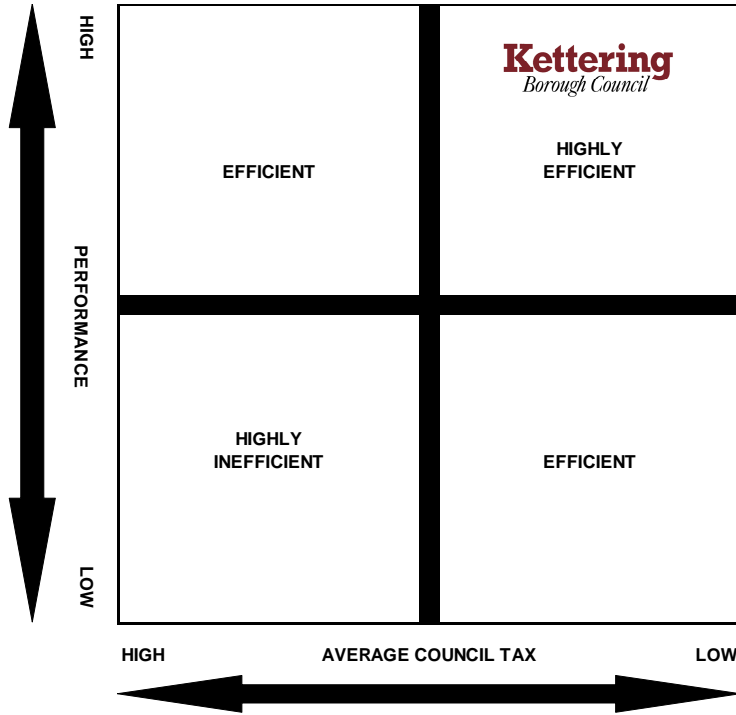 HIGH
Kettering
Borough Council
EFFICIENT
HIGHLY
EFFICIENT
PERFORMANCE
HIGHLY
INEFFICIENT
EFFICIENT
LOW
HIGH
AVERAGE COUNCIL TAX
LOW